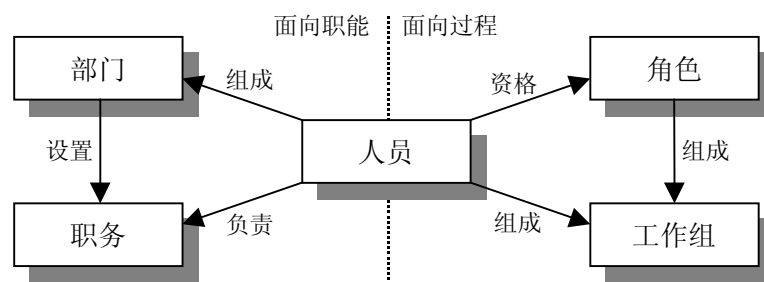 面向职能 面向过程
部门
组成
资格
角色
设置
人员
组成
职务
负责
组成
工作组